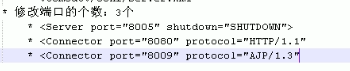 * 修改端口的个数：3个
* <Server port="8005" shutdown="SHUTDOWN">
* <Connector port="8080" protocol="HTTP/1.1"
* <Connector port="8009" protocol="AJP/1.3"